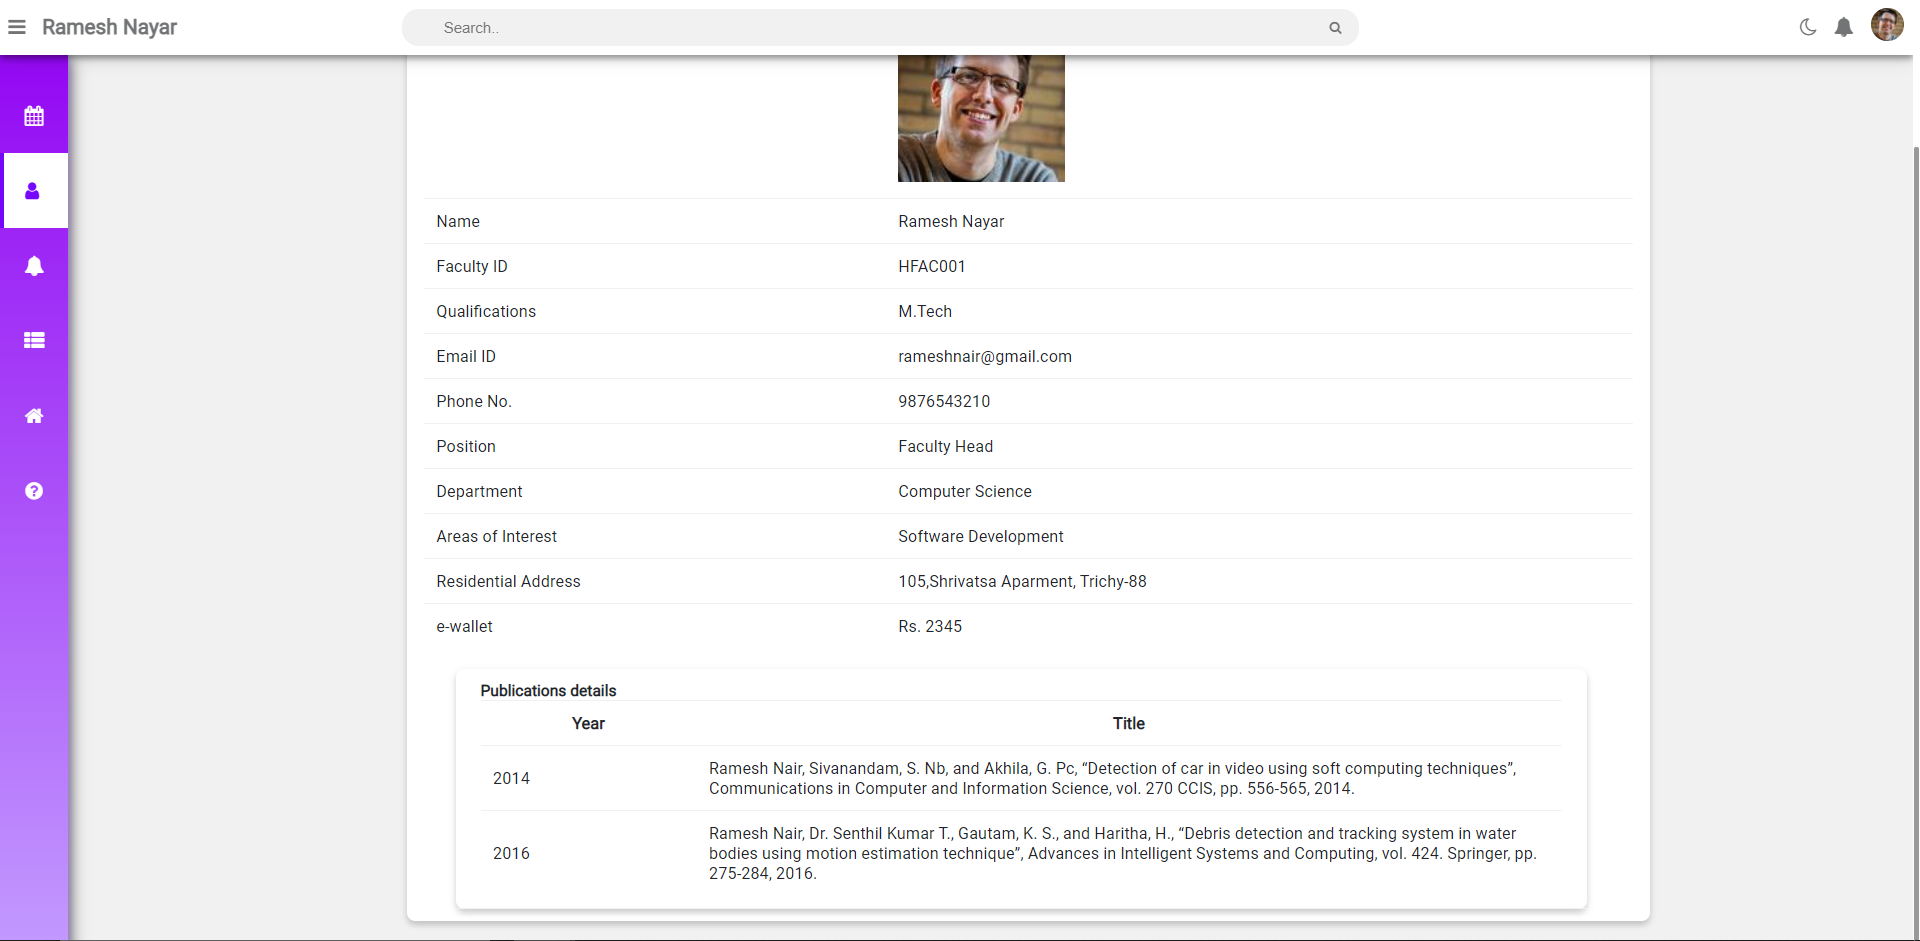 Ramesh Nayar
Search..
Name Ramesh Nayar
Faculty ID HFAC001
Qualifications M.Tech
Email ID rameshnair@gmail.com
Phone No. 9876543210
Position Faculty Head
Department Computer Science
Areas of Interest Software Development
Residential Address 105,Shrivatsa Aparment, Trichy-88
e-wallet Rs. 2345
Publications details
Year Title
2014
Ramesh Nair, Sivanandam, S. Nb, and Akhila, G. Pc, “Detection of car in video using soft computing techniques”,
Communications in Computer and Information Science, vol. 270 CCIS, pp. 556-565, 2014.
2016
Ramesh Nair, Dr. Senthil Kumar T., Gautam, K. S., and Haritha, H., “Debris detection and tracking system in water
bodies using motion estimation technique”, Advances in Intelligent Systems and Computing, vol. 424. Springer, pp.
275-284, 2016.